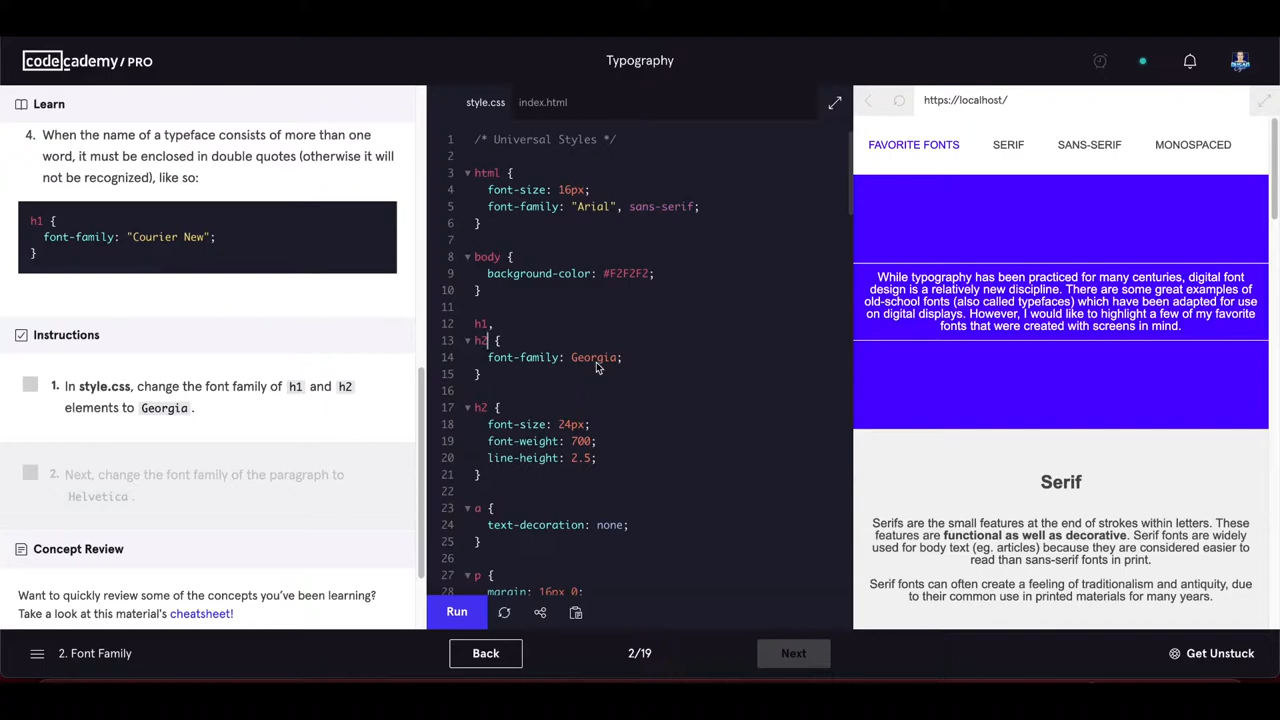 codecademy / PRO
Typography
Learn
4. When the name of a typeface consists of more than one
word, it must be enclosed in double quotes (otherwise it will
not be recognized), like so:
h1 {
font-family: "Courier New";
}
Instructions
1. In style.css, change the font family of h1 and h2
elements to Georgia.
2. Next, change the font family of the paragraph to
Helvetica.
Concept Review
Want to quickly review some of the concepts you've been learning?
Take a look at this material's cheatsheet!
style.css index.html
1 /* Universal Styles */
2
3 html {
4 font-size: 16px;
5 font-family: "Arial", sans-serif;
6 }
7
8 body {
9 background-color: #F2F2F2;
10 }
11
12 h1,
13 h2 {
14 font-family: Georgia;
15 }
16
17 h2 {
18 font-size: 24px;
19 font-weight: 700;
20 line-height: 2.5;
21 }
22
23 a {
24 text-decoration: none;
25 }
26
27 p {
28 margin: 16px 0;
Run
https://localhost/
FAVORITE FONTS SERIF SANS-SERIF MONOSPACED
While typography has been practiced for many centuries, digital font
design is a relatively new discipline. There are some great examples of
old-school fonts (also called typefaces) which have been adapted for use
on digital displays. However, I would like to highlight a few of my favorite
fonts that were created with screens in mind.
Serif
Serifs are the small features at the end of strokes within letters. These
features are functional as well as decorative. Serif fonts are widely
used for body text (eg. articles) because they are considered easier to
read than sans-serif fonts in print.
Serif fonts can often create a feeling of traditionalism and antiquity, due
to their common use in printed materials for many years.
2. Font Family
Back
2/19
Next
Get Unstuck